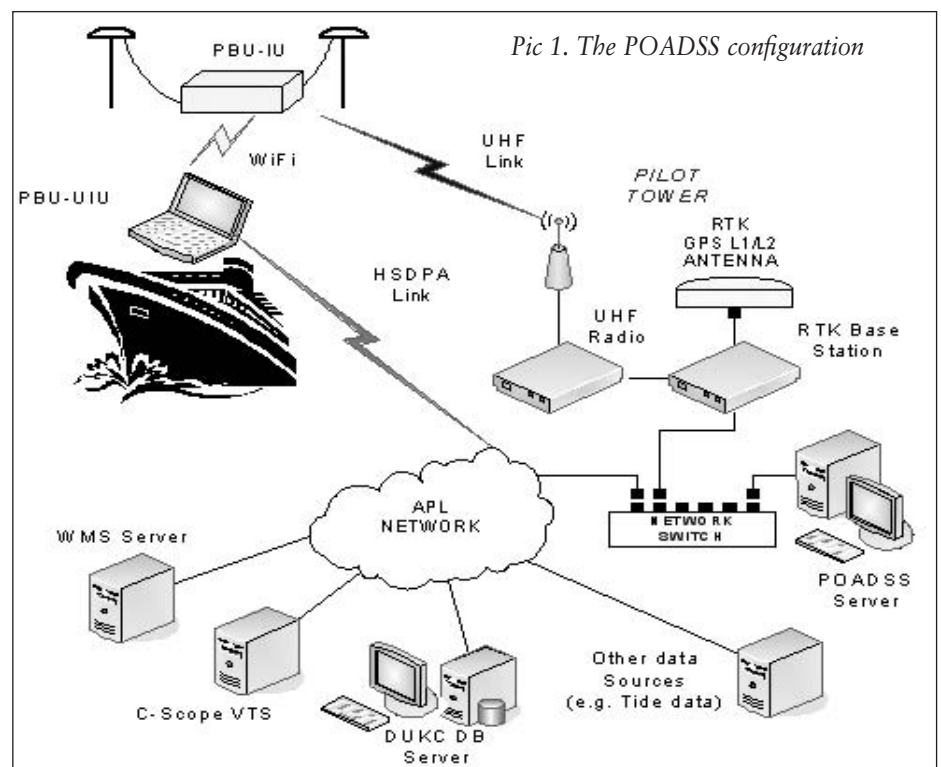 Pic 1. The POADSS configuration
PBU-IU
WiFi
UHF
Link
PBU-UIU
PILOT
TOWER
RTK
GPS L1/L2
ANTENNA
HSDPA
Link
UHF
Radio
RTK Base
Station
APL
NETWORK
NETWORK
SWITCH
WMS Server
POADSS
Server
C-Scope VTS
DUKC DB
Server
Other data
Sources
(e.g. Tide data)